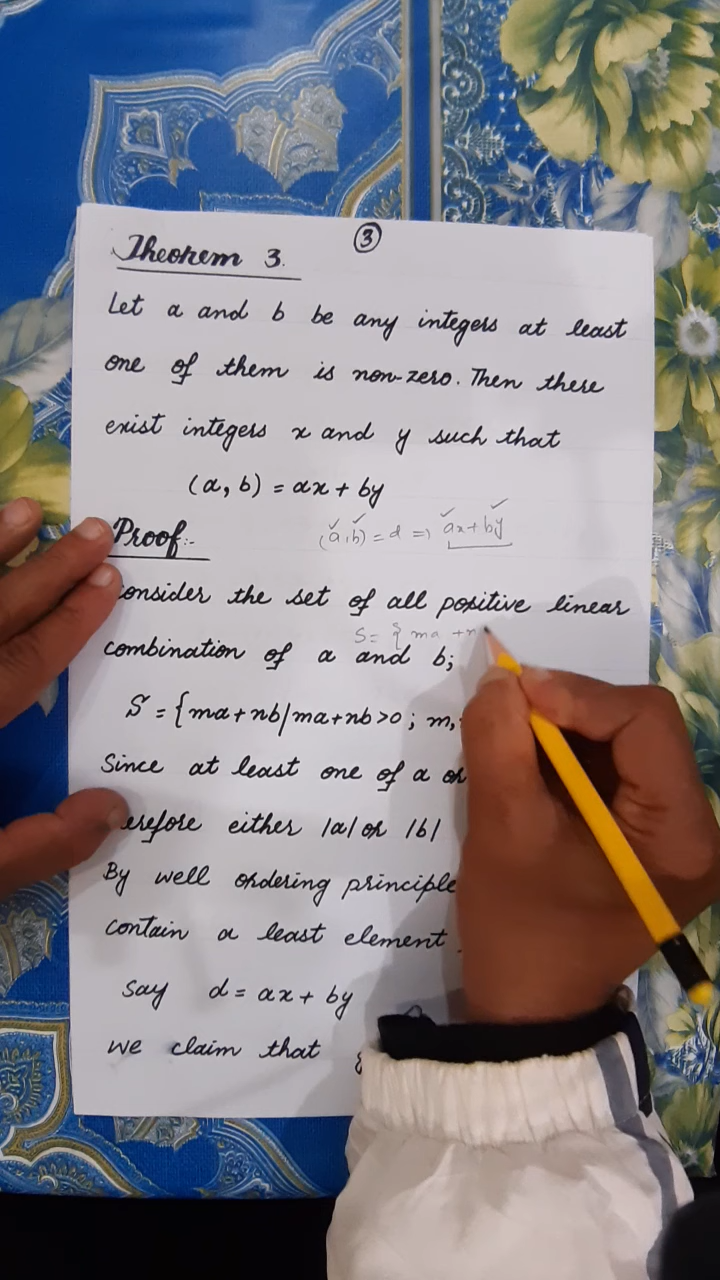 3
Theorem 3.
Let a and b be any integers at least
one of them is non-zero. Then there
exist integers x and y such that
(a, b) = ax + by
Proof:-
(a,b) = d => ax + by
consider the set of all positive linear
S = { ma + n
combination of a and b;
S = {ma + nb / ma + nb > 0 ; m,
Since at least one of a or
either |a| or |b|
By well ordering principle
contain a least element
Say d = ax + by
we claim that